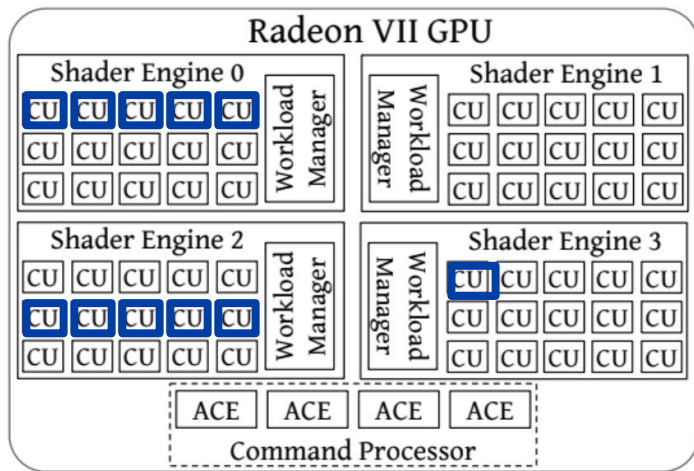 Radeon VII GPU
Shader Engine 0
CU CU CU CU CU
CU CU CU CU CU
CU CU CU CU CU
Workload
Manager
Shader Engine 1
Workload
Manager
CU CU CU CU CU
CU CU CU CU CU
CU CU CU CU CU
Shader Engine 2
CU CU CU CU CU
CU CU CU CU CU
CU CU CU CU CU
Workload
Manager
Shader Engine 3
Workload
Manager
CU CU CU CU CU
CU CU CU CU CU
CU CU CU CU CU
ACE ACE ACE ACE
Command Processor